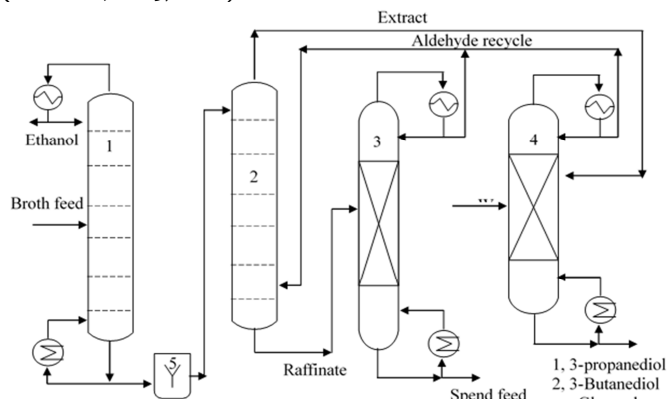 Extract
Aldehyde recycle
Ethanol
1
2
3
4
Broth feed
5
Raffinate
Spend feed
1, 3-propanediol
2, 3-Butanediol